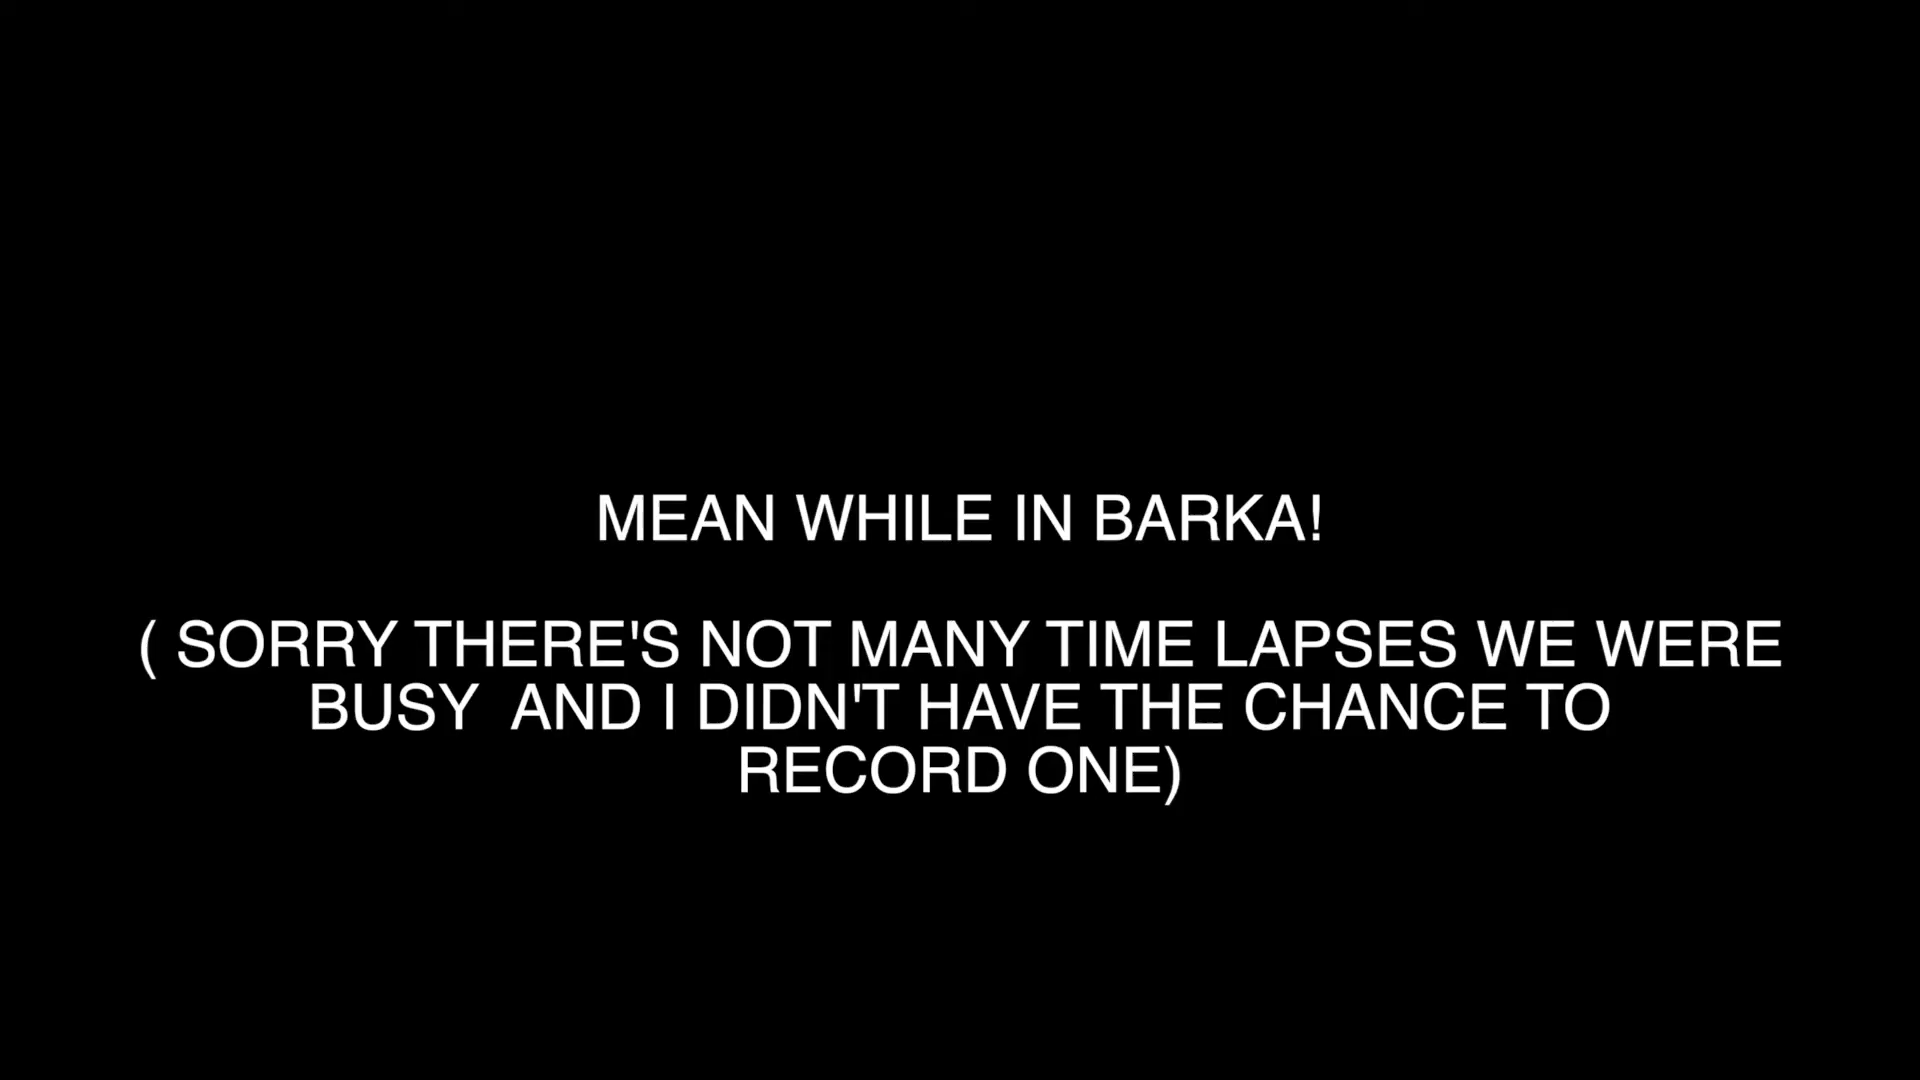 MEAN WHILE IN BARKA!
( SORRY THERE'S NOT MANY TIME LAPSES WE WERE
BUSY  AND I DIDN'T HAVE THE CHANCE TO
RECORD ONE)